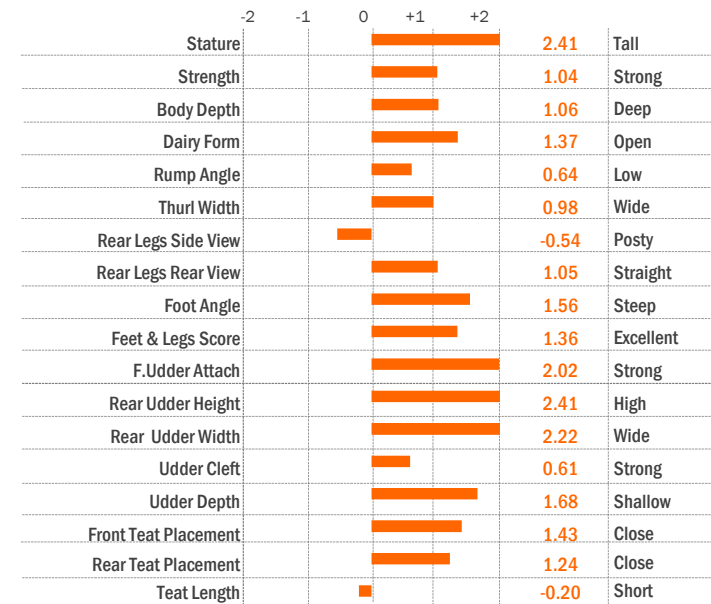 -2 -1 0 +1 +2
Stature 2.41 Tall
Strength 1.04 Strong
Body Depth 1.06 Deep
Dairy Form 1.37 Open
Rump Angle 0.64 Low
Thurl Width 0.98 Wide
Rear Legs Side View -0.54 Posty
Rear Legs Rear View 1.05 Straight
Foot Angle 1.56 Steep
Feet & Legs Score 1.36 Excellent
F.Udder Attach 2.02 Strong
Rear Udder Height 2.41 High
Rear Udder Width 2.22 Wide
Udder Cleft 0.61 Strong
Udder Depth 1.68 Shallow
Front Teat Placement 1.43 Close
Rear Teat Placement 1.24 Close
Teat Length -0.20 Short